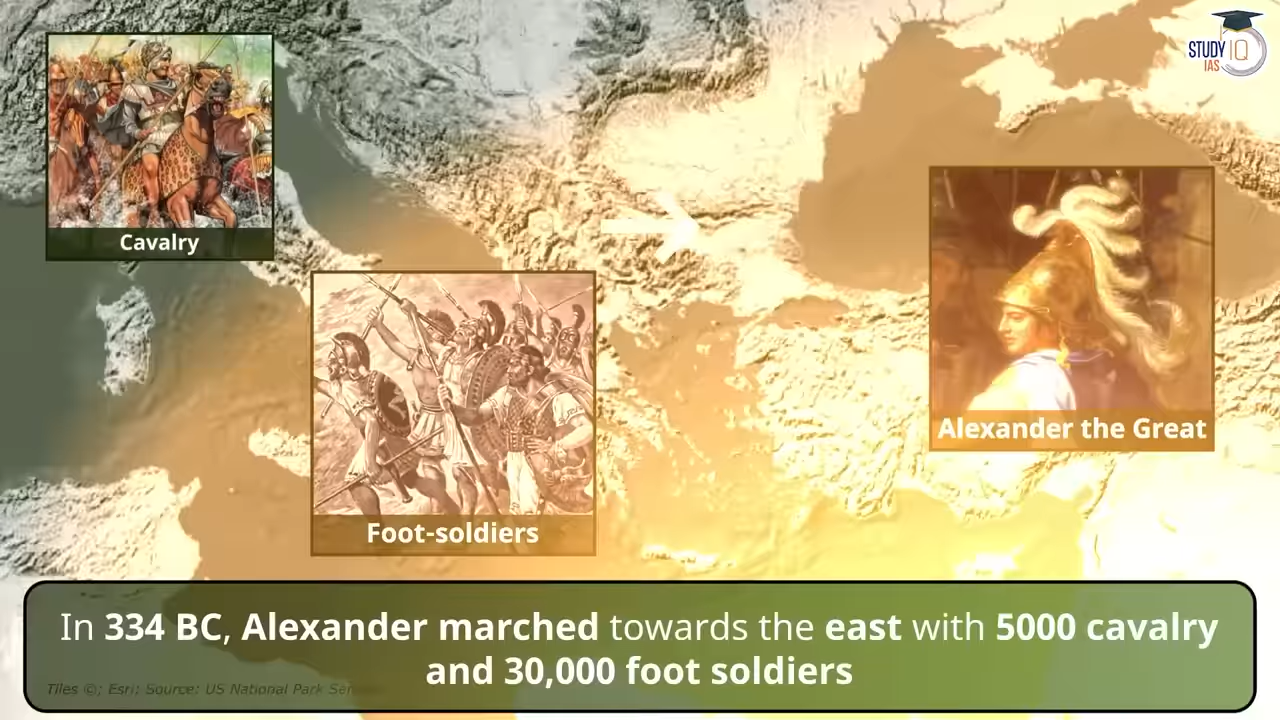 STUDY IQ
IAS
Cavalry
Alexander the Great
Foot-soldiers
In 334 BC, Alexander marched towards the east with 5000 cavalry
and 30,000 foot soldiers
Tiles ©; Esri; Source: US National Park